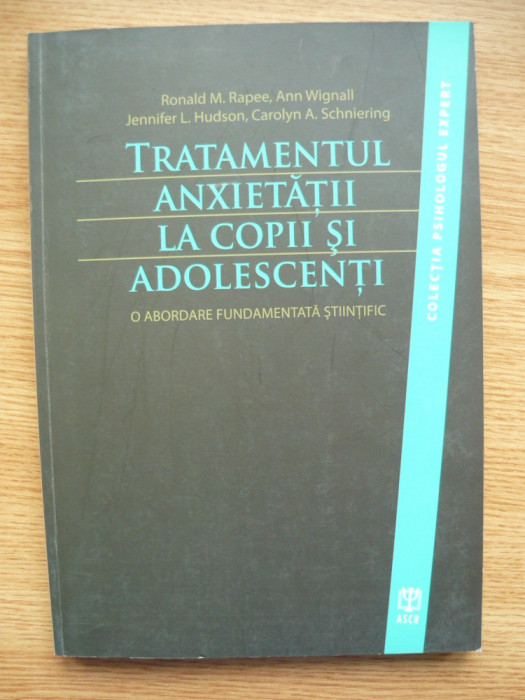 Ronald M. Rapee, Ann Wignall
Jennifer L. Hudson, Carolyn A. Schniering
TRATAMENTUL
ANXIETĂȚII
LA COPII ȘI
ADOLESCENȚI
O ABORDARE FUNDAMENTATĂ ȘTIINȚIFIC
COLECȚIA PSIHOLOGUL EXPERT
ASCR